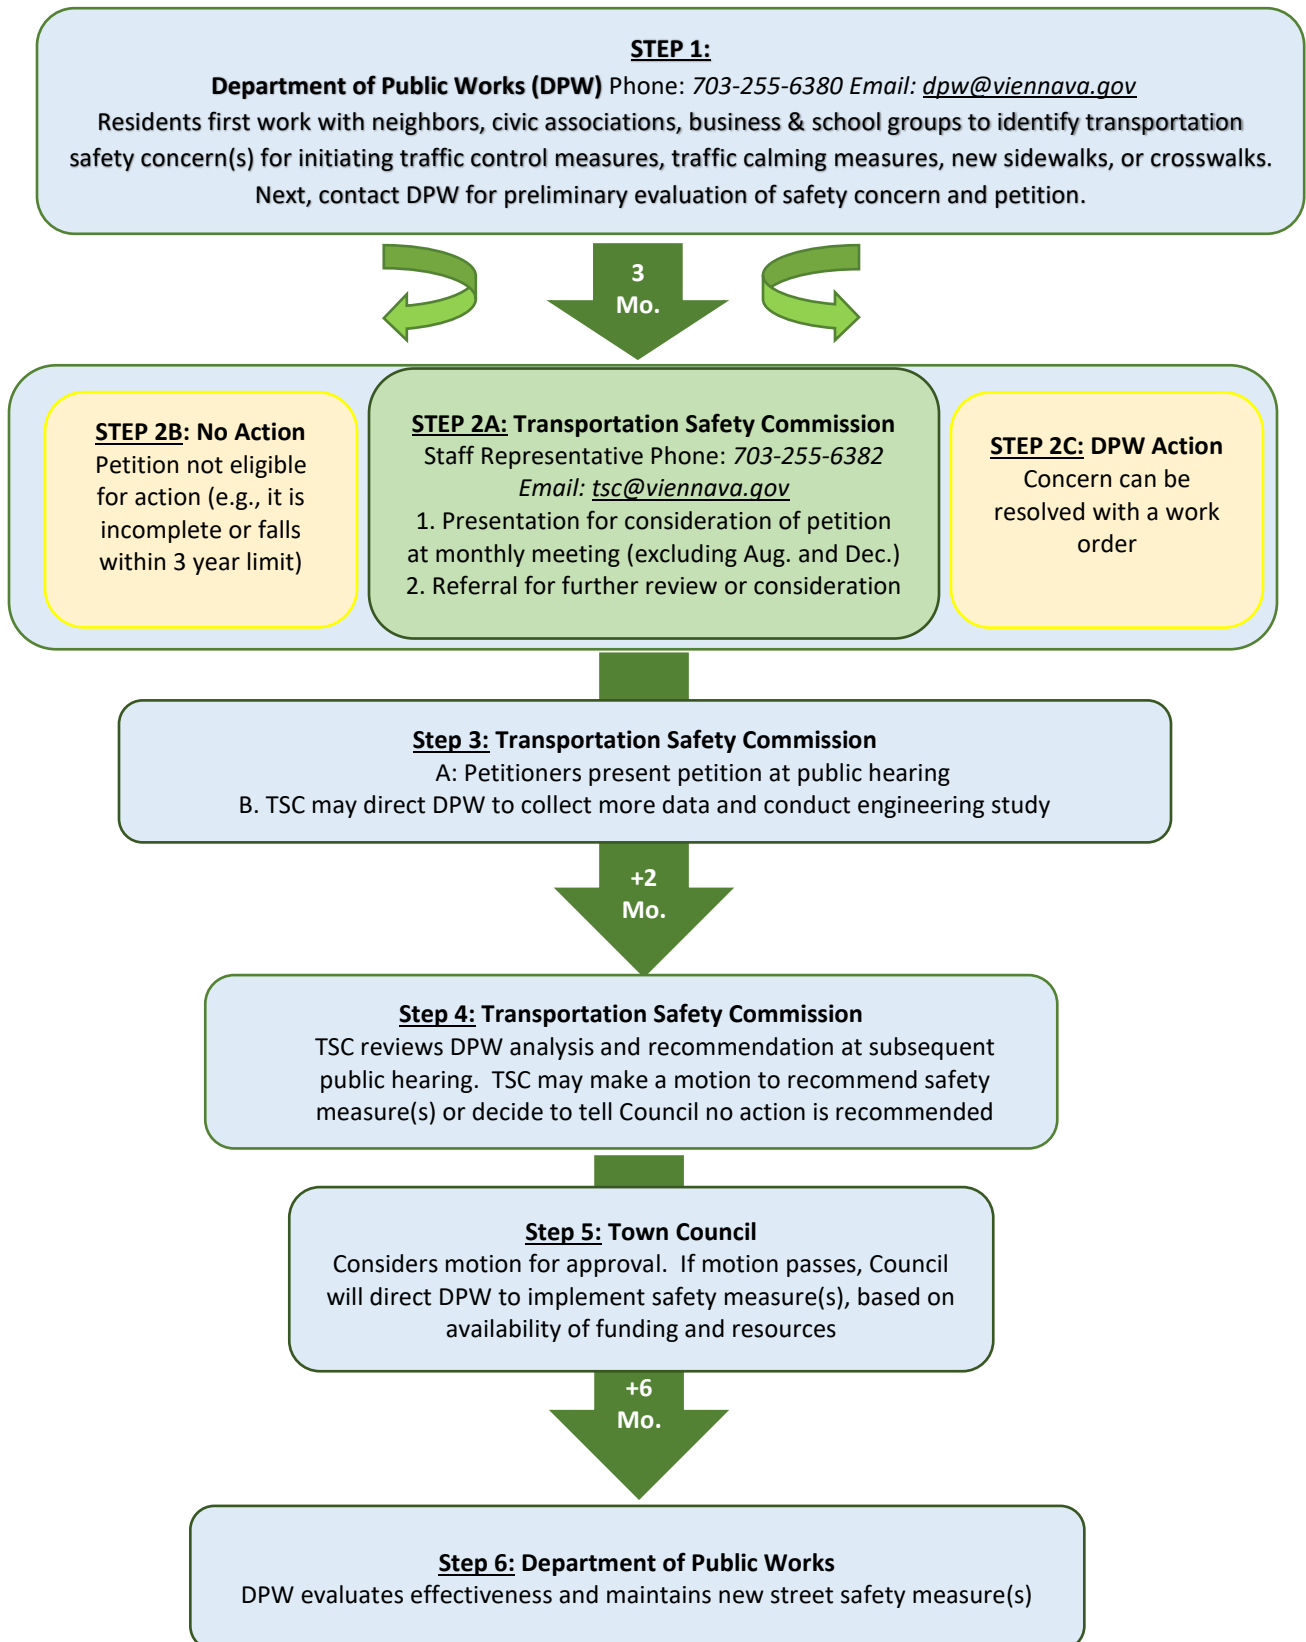 STEP 1:
Department of Public Works (DPW) Phone: 703-255-6380 Email: dpw@viennava.gov
Residents first work with neighbors, civic associations, business & school groups to identify transportation
safety concern(s) for initiating traffic control measures, traffic calming measures, new sidewalks, or crosswalks.
Next, contact DPW for preliminary evaluation of safety concern and petition.
3
Mo.
STEP 2B: No Action
Petition not eligible
for action (e.g., it is
incomplete or falls
within 3 year limit)
STEP 2A: Transportation Safety Commission
Staff Representative Phone: 703-255-6382
Email: tsc@viennava.gov
1. Presentation for consideration of petition
at monthly meeting (excluding Aug. and Dec.)
2. Referral for further review or consideration
STEP 2C: DPW Action
Concern can be
resolved with a work
order
Step 3: Transportation Safety Commission
A: Petitioners present petition at public hearing
B. TSC may direct DPW to collect more data and conduct engineering study
+2
Mo.
Step 4: Transportation Safety Commission
TSC reviews DPW analysis and recommendation at subsequent
public hearing.  TSC may make a motion to recommend safety
measure(s) or decide to tell Council no action is recommended
Step 5: Town Council
Considers motion for approval.  If motion passes, Council
will direct DPW to implement safety measure(s), based on
availability of funding and resources
+6
Mo.
Step 6: Department of Public Works
DPW evaluates effectiveness and maintains new street safety measure(s)